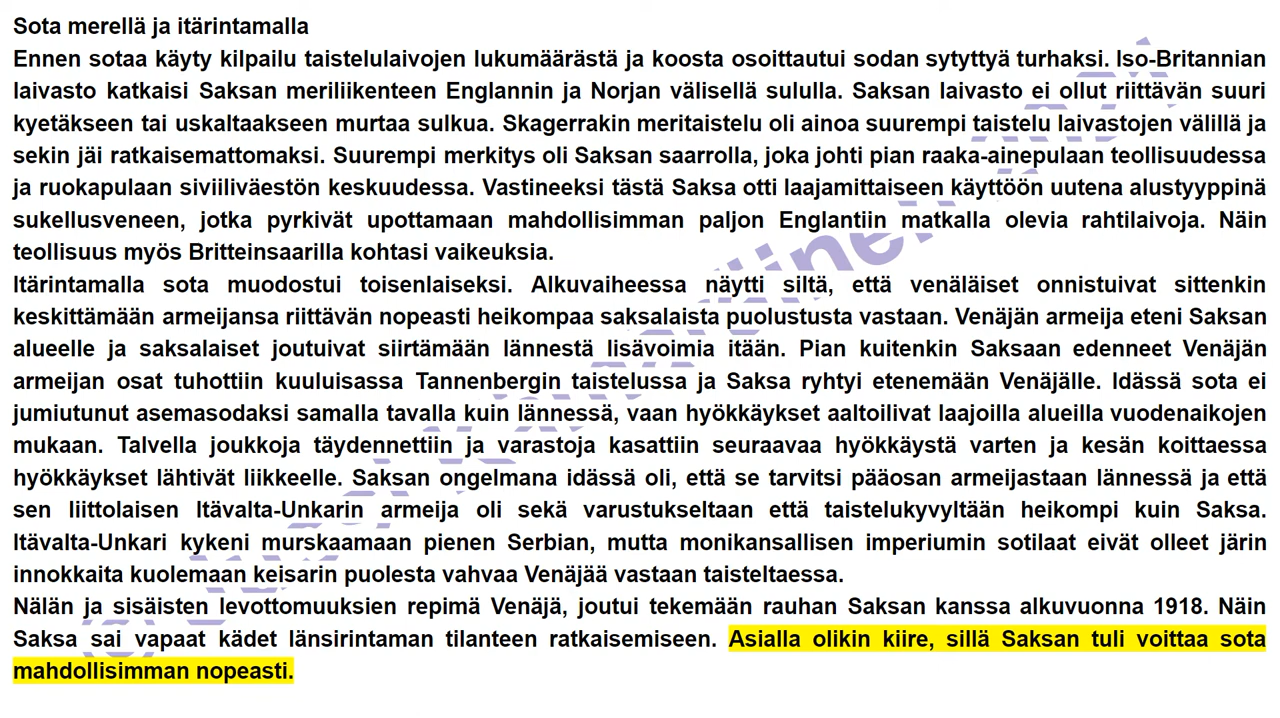 Sota merellä ja itärintamalla
Ennen sotaa käyty kilpailu taistelulaivojen lukumäärästä ja koosta osoittautui sodan sytyttyä turhaksi. Iso-Britannian
laivasto katkaisi Saksan meriliikenteen Englannin ja Norjan välisellä sululla. Saksan laivasto ei ollut riittävän suuri
kyetäkseen tai uskaltaakseen murtaa sulkua. Skagerrakin meritaistelu oli ainoa suurempi taistelu laivastojen välillä ja
sekin jäi ratkaisemattomaksi. Suurempi merkitys oli Saksan saarrolla, joka johti pian raaka-ainepulaan teollisuudessa
ja ruokapulaan siviiliväestön keskuudessa. Vastineeksi tästä Saksa otti laajamittaiseen käyttöön uutena alustyyppinä
sukellusveneen, jotka pyrkivät upottamaan mahdollisimman paljon Englantiin matkalla olevia rahtilaivoja. Näin
teollisuus myös Britteinsaarilla kohtasi vaikeuksia.
Itärintamalla sota muodostui toisenlaiseksi. Alkuvaiheessa näytti siltä, että venäläiset onnistuivat sittenkin
keskittämään armeijansa riittävän nopeasti heikompaa saksalaista puolustusta vastaan. Venäjän armeija eteni Saksan
alueelle ja saksalaiset joutuivat siirtämään lännestä lisävoimia itään. Pian kuitenkin Saksaan edenneet Venäjän
armeijan osat tuhottiin kuuluisassa Tannenbergin taistelussa ja Saksa ryhtyi etenemään Venäjälle. Idässä sota ei
jumiutunut asemasodaksi samalla tavalla kuin lännessä, vaan hyökkäykset aaltoilivat laajoilla alueilla vuodenaikojen
mukaan. Talvella joukkoja täydennettiin ja varastoja kasattiin seuraavaa hyökkäystä varten ja kesän koittaessa
hyökkäykset lähtivät liikkeelle. Saksan ongelmana idässä oli, että se tarvitsi pääosan armeijastaan lännessä ja että
sen liittolaisen Itävalta-Unkarin armeija oli sekä varustukseltaan että taistelukyvyltään heikompi kuin Saksa.
Itävalta-Unkari kykeni murskaamaan pienen Serbian, mutta monikansallisen imperiumin sotilaat eivät olleet järin
innokkaita kuolemaan keisarin puolesta vahvaa Venäjää vastaan taisteltaessa.
Nälän ja sisäisten levottomuuksien repimä Venäjä, joutui tekemään rauhan Saksan kanssa alkuvuonna 1918. Näin
Saksa sai vapaat kädet länsirintaman tilanteen ratkaisemiseen. Asialla olikin kiire, sillä Saksan tuli voittaa sota
mahdollisimman nopeasti.